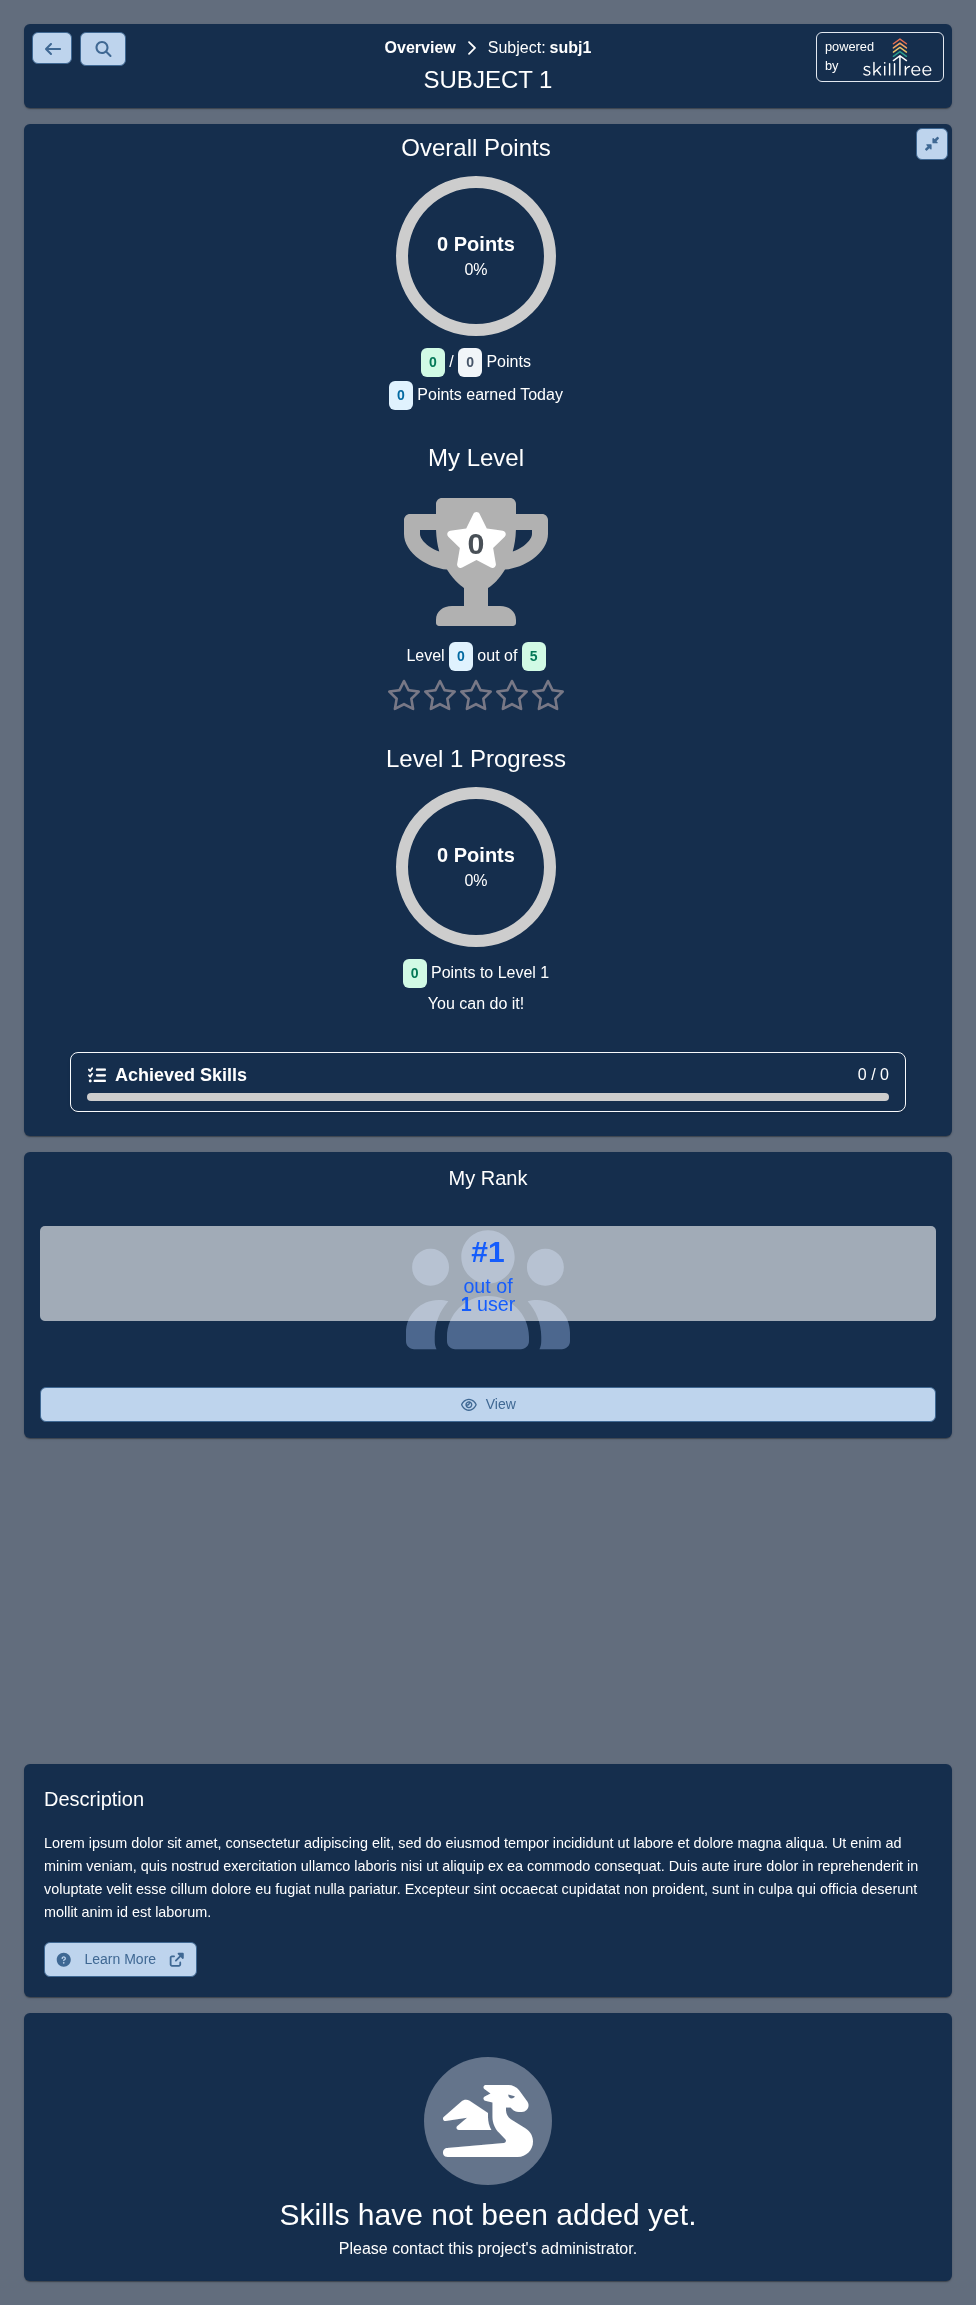 Overview > Subject: subj1
SUBJECT 1
powered
by
skilltree
Overall Points
0 Points
0%
0 / 0 Points
0 Points earned Today
My Level
0
Level 0 out of 5
Level 1 Progress
0 Points
0%
0 Points to Level 1
You can do it!
Achieved Skills 0 / 0
My Rank
#1
out of
1 user
View
Description
Lorem ipsum dolor sit amet, consectetur adipiscing elit, sed do eiusmod tempor incididunt ut labore et dolore magna aliqua. Ut enim ad
minim veniam, quis nostrud exercitation ullamco laboris nisi ut aliquip ex ea commodo consequat. Duis aute irure dolor in reprehenderit in
voluptate velit esse cillum dolore eu fugiat nulla pariatur. Excepteur sint occaecat cupidatat non proident, sunt in culpa qui officia deserunt
mollit anim id est laborum.
Learn More
Skills have not been added yet.
Please contact this project's administrator.